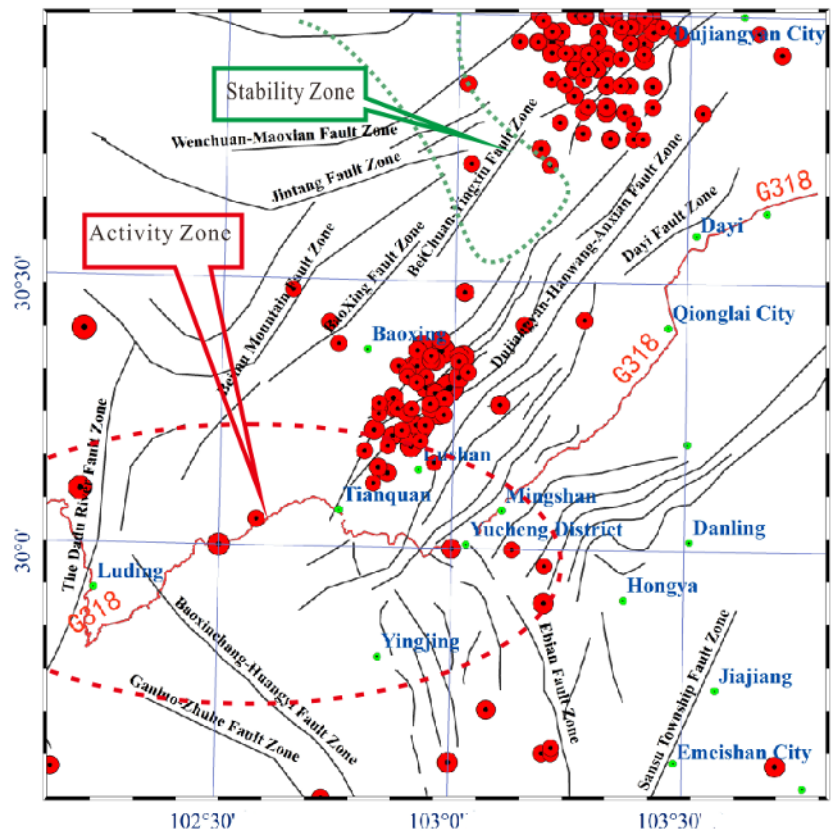 Dujiangyan City
Stability Zone
Wenchuan-Maoxian Fault Zone
Jintang Fault Zone
BeiChuan-Yingxin Fault Zone
G318
Activity Zone
Dayi Fault Zone
Dayi
30°30'
BaoXing Fault Zone
Dujiangyan-Hanwang-Anxian Fault Zone
Qionglai City
Baoxing
G318
The Dadu River Fault Zone
Lushan
Tianquan
Mingshan
Yucheng District
Danling
30°0'
Luding
Hongya
G318
Baoxinchang-Huangyi Fault Zone
Yingjing
Ebian Fault Zone
Sansu Township Fault Zone
Jiajiang
Ganluo-Zhuhe Fault Zone
Emeishan City
102°30'
103°0'
103°30'